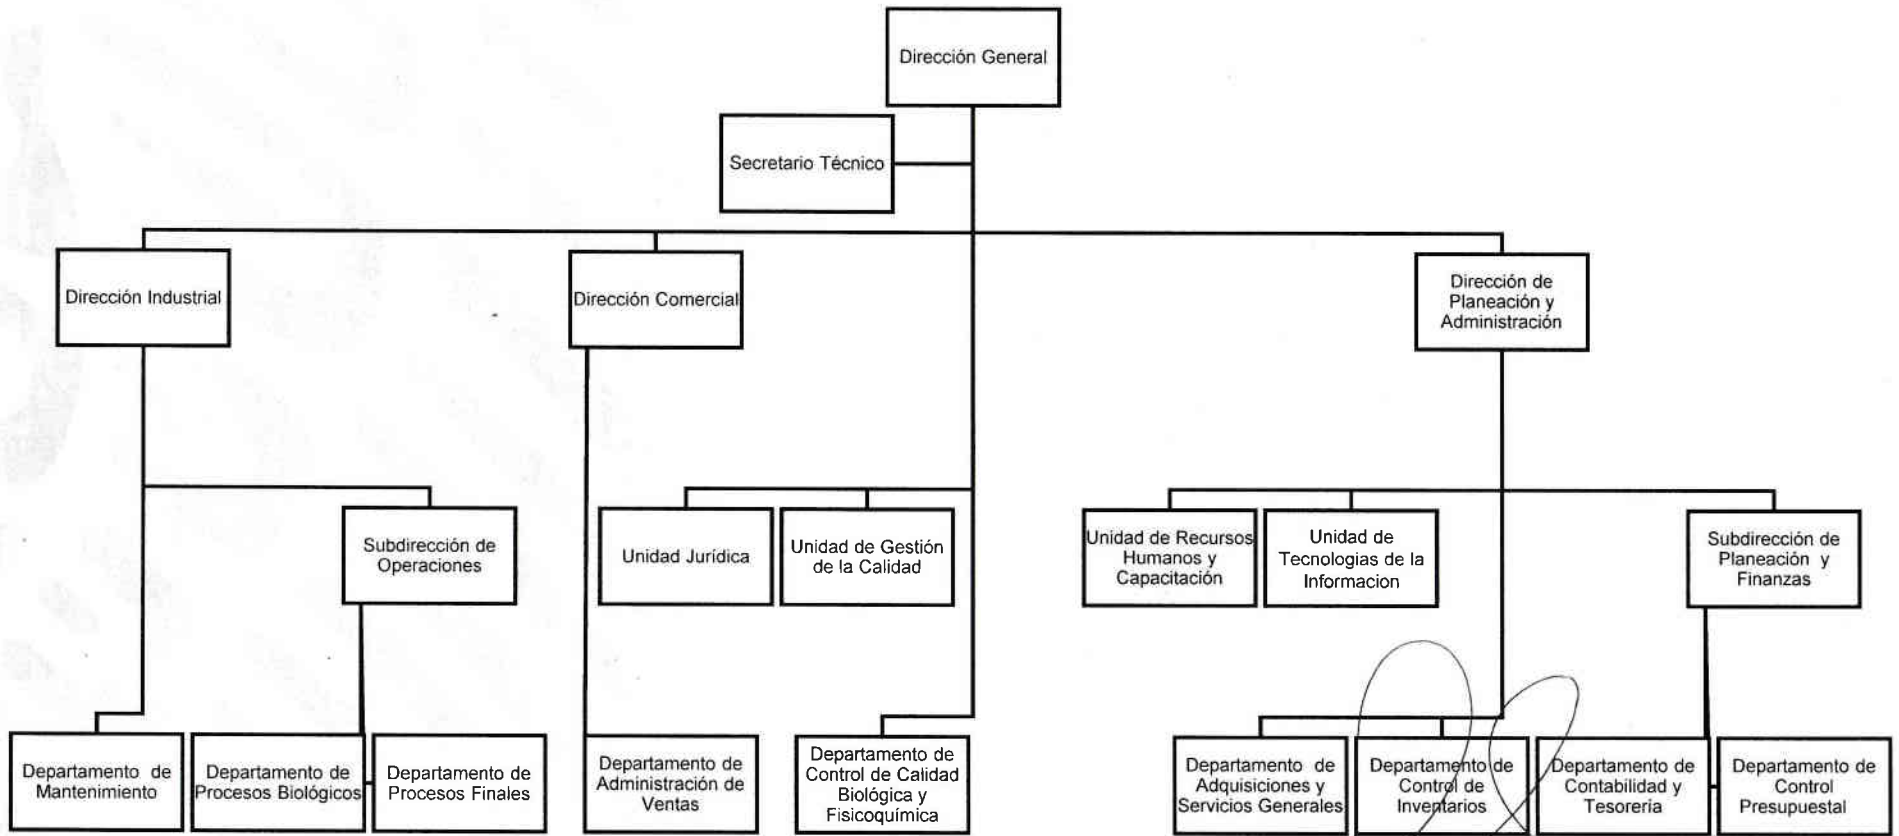 Dirección General
Secretario Técnico
Dirección Industrial
Dirección Comercial
Dirección de
Planeación y
Administración
Subdirección de
Operaciones
Unidad Jurídica
Unidad de Gestión
de la Calidad
Unidad de Recursos
Humanos y
Capacitación
Unidad de
Tecnologias de la
Informacion
Subdirección de
Planeación y
Finanzas
Departamento de
Mantenimiento
Departamento de
Procesos Biológicos
Departamento de
Procesos Finales
Departamento de
Administración de
Ventas
Departamento de
Control de Calidad
Biológica y
Fisicoquímica
Departamento de
Adquisiciones y
Servicios Generales
Departamento de
Control de
Inventarios
Departamento de
Contabilidad y
Tesorería
Departamento de
Control
Presupuestal